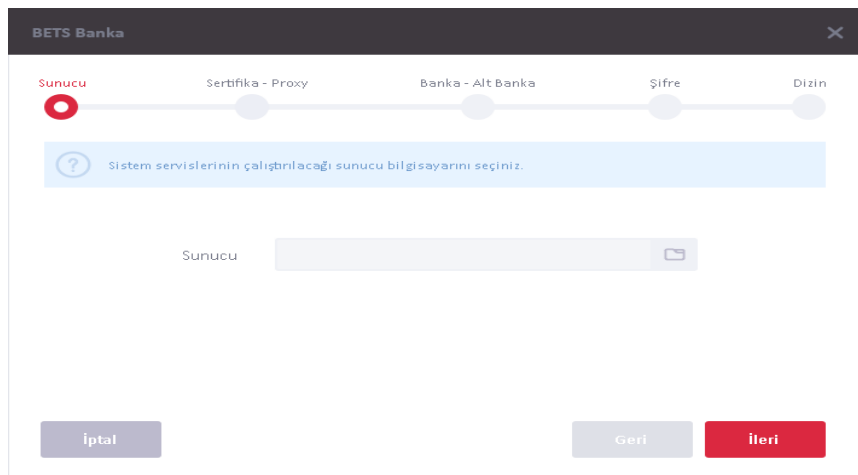 BETS Banka
Sunucu
Sertifika - Proxy
Banka - Alt Banka
Şifre
Dizin
?
Sistem servislerinin çalıştırılacağı sunucu bilgisayarını seçiniz.
Sunucu
İptal
Geri
İleri